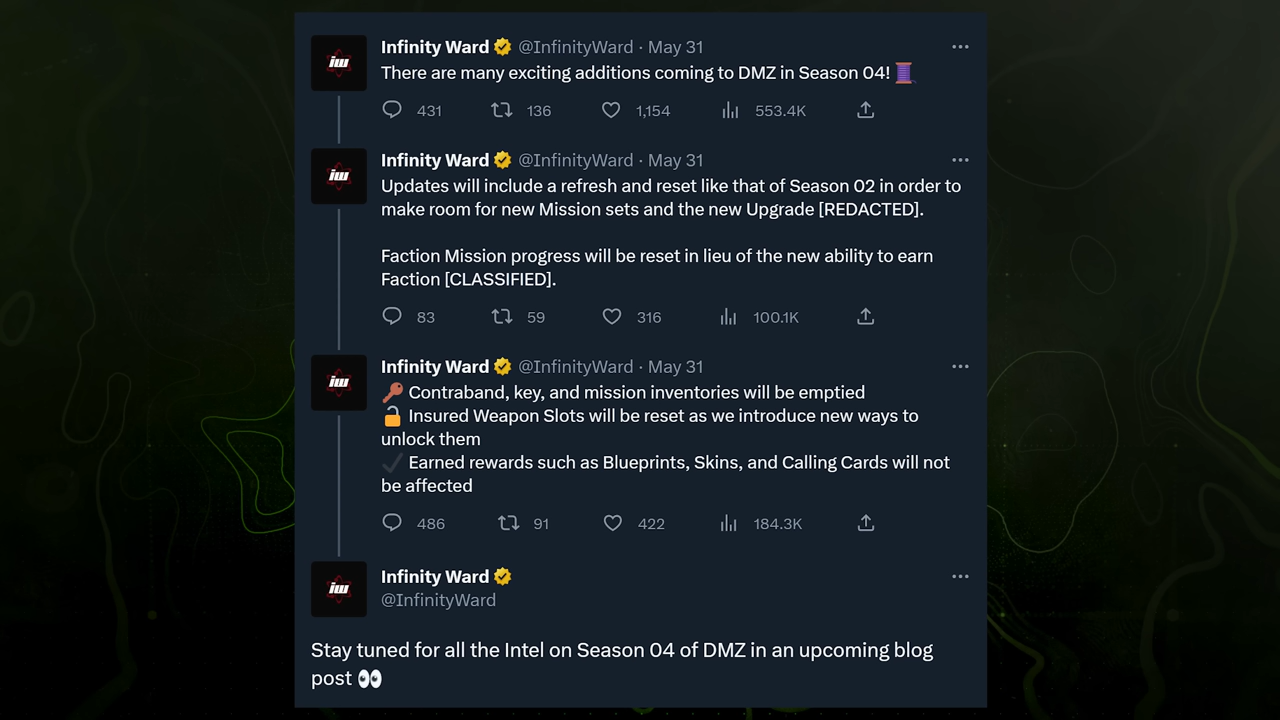 Infinity Ward @InfinityWard · May 31
There are many exciting additions coming to DMZ in Season 04! 🧵
431 136 1,154 553.4K
iw
Infinity Ward @InfinityWard · May 31
Updates will include a refresh and reset like that of Season 02 in order to
make room for new Mission sets and the new Upgrade [REDACTED].
Faction Mission progress will be reset in lieu of the new ability to earn
Faction [CLASSIFIED].
83 59 316 100.1K
iw
Infinity Ward @InfinityWard · May 31
🔑 Contraband, key, and mission inventories will be emptied
🔓 Insured Weapon Slots will be reset as we introduce new ways to
unlock them
✔️ Earned rewards such as Blueprints, Skins, and Calling Cards will not
be affected
486 91 422 184.3K
iw
Infinity Ward
@InfinityWard
iw
Stay tuned for all the Intel on Season 04 of DMZ in an upcoming blog
post 👀